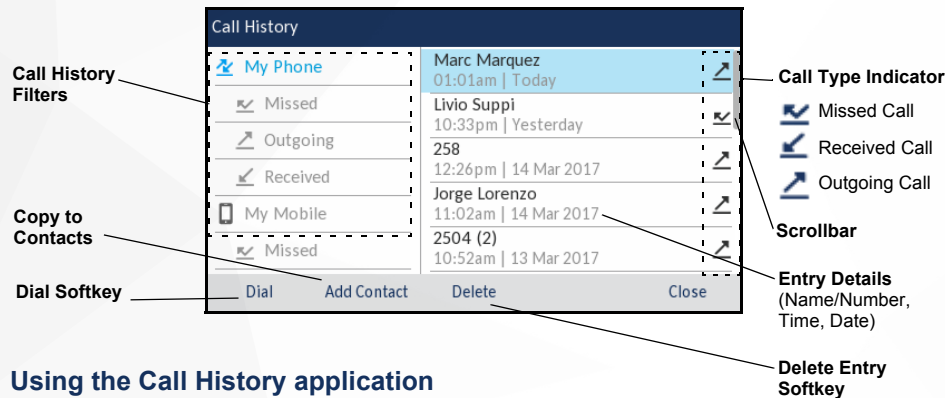 Call History
Call History
Filters
My Phone
Missed
Outgoing
Received
My Mobile
Missed
Marc Marquez
01:01am | Today
Livio Suppi
10:33pm | Yesterday
258
12:26pm | 14 Mar 2017
Jorge Lorenzo
11:02am | 14 Mar 2017
2504 (2)
10:52am | 13 Mar 2017
Dial
Add Contact
Delete
Close
Copy to
Contacts
Dial Softkey
Call Type Indicator
Missed Call
Received Call
Outgoing Call
Scrollbar
Entry Details
(Name/Number,
Time, Date)
Delete Entry
Softkey
Using the Call History application